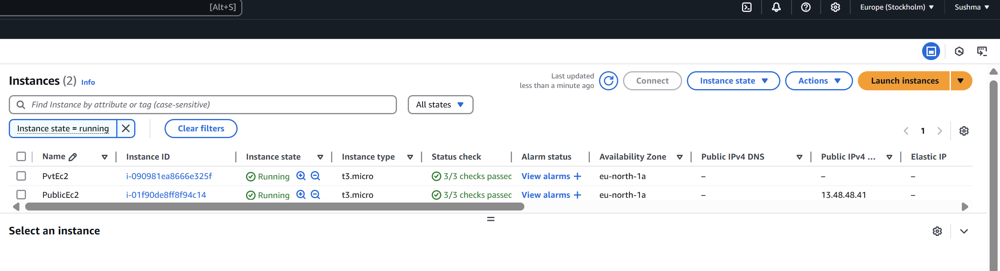 [Alt+S] Europe (Stockholm) Sushma
Instances (2) Info
Last updated
less than a minute ago
Connect Instance state Actions Launch instances
Find Instance by attribute or tag (case-sensitive) All states
Instance state = running Clear filters 1
Name Instance ID Instance state Instance type Status check Alarm status Availability Zone Public IPv4 DNS Public IPv4 ... Elastic IP
PvtEc2 i-090981ea8666e325f Running t3.micro 3/3 checks passed View alarms + eu-north-1a – – –
PublicEc2 i-01f90de8ff8f94c14 Running t3.micro 3/3 checks passed View alarms + eu-north-1a – 13.48.48.41 –
Select an instance